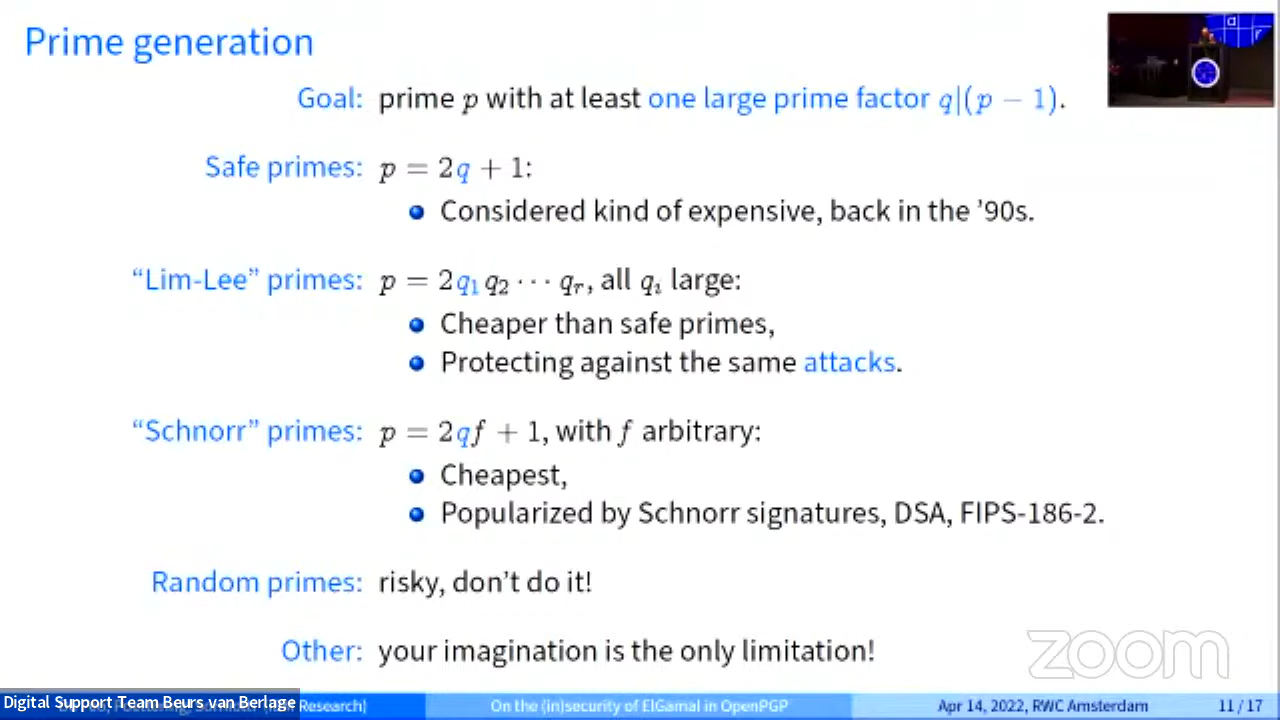 Prime generation
Goal: prime p with at least one large prime factor q|(p − 1).
Safe primes: p = 2q + 1:
Considered kind of expensive, back in the '90s.
“Lim-Lee” primes: p = 2q₁q₂ ⋯ qᵣ, all qᵢ large:
Cheaper than safe primes,
Protecting against the same attacks.
“Schnorr” primes: p = 2qf + 1, with f arbitrary:
Cheapest,
Popularized by Schnorr signatures, DSA, FIPS-186-2.
Random primes: risky, don't do it!
Other: your imagination is the only limitation!
zoom
Digital Support Team Beurs van Berlage
Research)
On the (in)security of ElGamal in OpenPGP
Apr 14, 2022, RWC Amsterdam
11 / 17